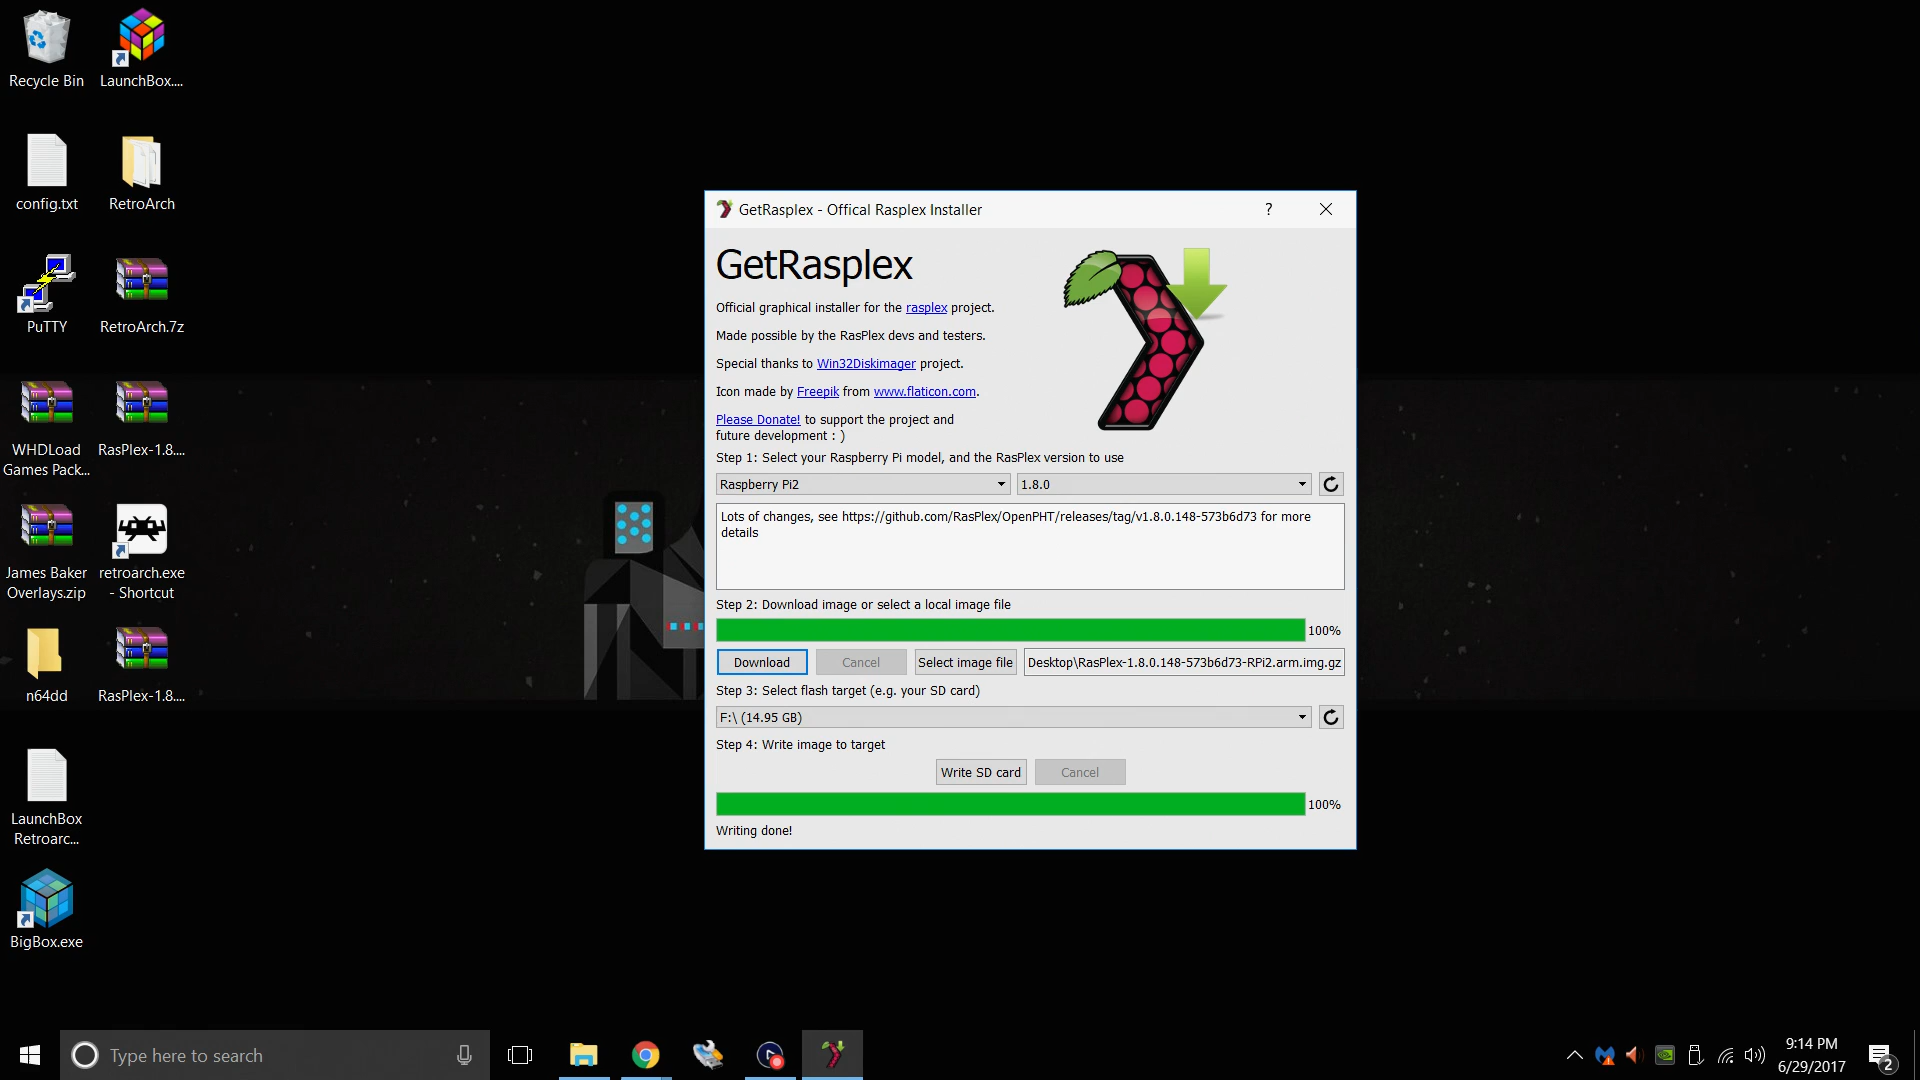 Recycle Bin
LaunchBox....
config.txt
RetroArch
PuTTY
RetroArch.7z
WHDLoad
Games Pack...
RasPlex-1.8....
James Baker
Overlays.zip
retroarch.exe
- Shortcut
n64dd
RasPlex-1.8....
LaunchBox
Retroarc...
BigBox.exe
GetRasplex - Offical Rasplex Installer
?
GetRasplex
Official graphical installer for the rasplex project.
Made possible by the RasPlex devs and testers.
Special thanks to Win32Diskimager project.
Icon made by Freepik from www.flaticon.com.
Please Donate! to support the project and
future development : )
Step 1: Select your Raspberry Pi model, and the RasPlex version to use
Raspberry Pi2
1.8.0
Lots of changes, see https://github.com/RasPlex/OpenPHT/releases/tag/v1.8.0.148-573b6d73 for more
details
Step 2: Download image or select a local image file
100%
Download
Cancel
Select image file
Desktop\RasPlex-1.8.0.148-573b6d73-RPi2.arm.img.gz
Step 3: Select flash target (e.g. your SD card)
F:\ (14.95 GB)
Step 4: Write image to target
Write SD card
Cancel
100%
Writing done!
Type here to search
9:14 PM
6/29/2017
2